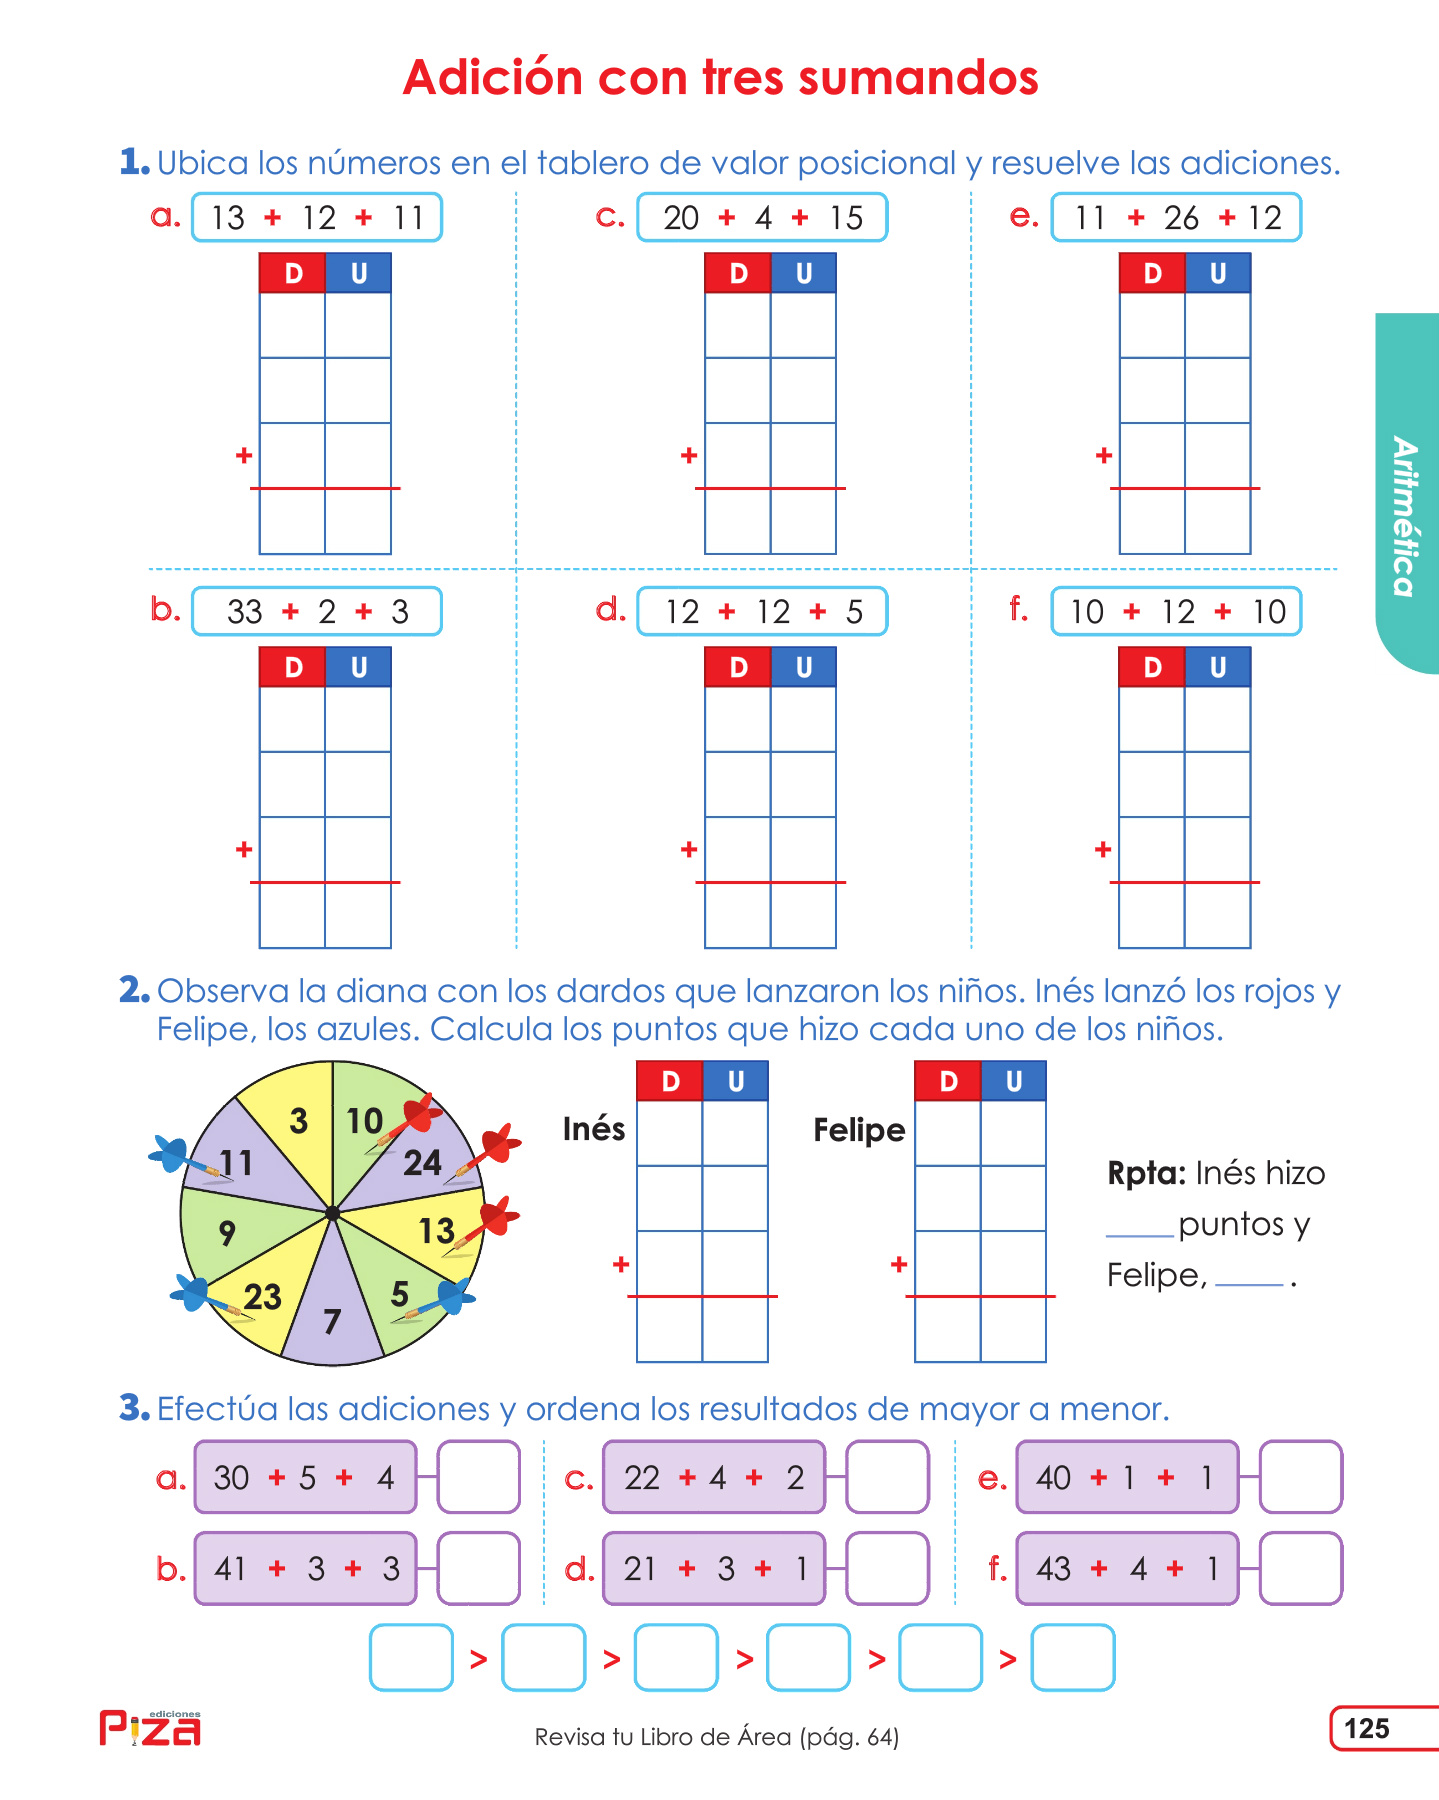 Adición con tres sumandos
1. Ubica los números en el tablero de valor posicional y resuelve las adiciones.
a. 13 + 12 + 11
D U
+
c. 20 + 4 + 15
D U
+
e. 11 + 26 + 12
D U
+
b. 33 + 2 + 3
D U
+
d. 12 + 12 + 5
D U
+
f. 10 + 12 + 10
D U
+
Aritmética
2. Observa la diana con los dardos que lanzaron los niños. Inés lanzó los rojos y
Felipe, los azules. Calcula los puntos que hizo cada uno de los niños.
3 10
11 24
9 13
23 5
7
Inés
D U
+
Felipe
D U
+
Rpta: Inés hizo
____ puntos y
Felipe, ____ .
3. Efectúa las adiciones y ordena los resultados de mayor a menor.
a. 30 + 5 + 4
c. 22 + 4 + 2
e. 40 + 1 + 1
b. 41 + 3 + 3
d. 21 + 3 + 1
f. 43 + 4 + 1
> > > > >
ediciones
Piza
Revisa tu Libro de Área (pág. 64)
125